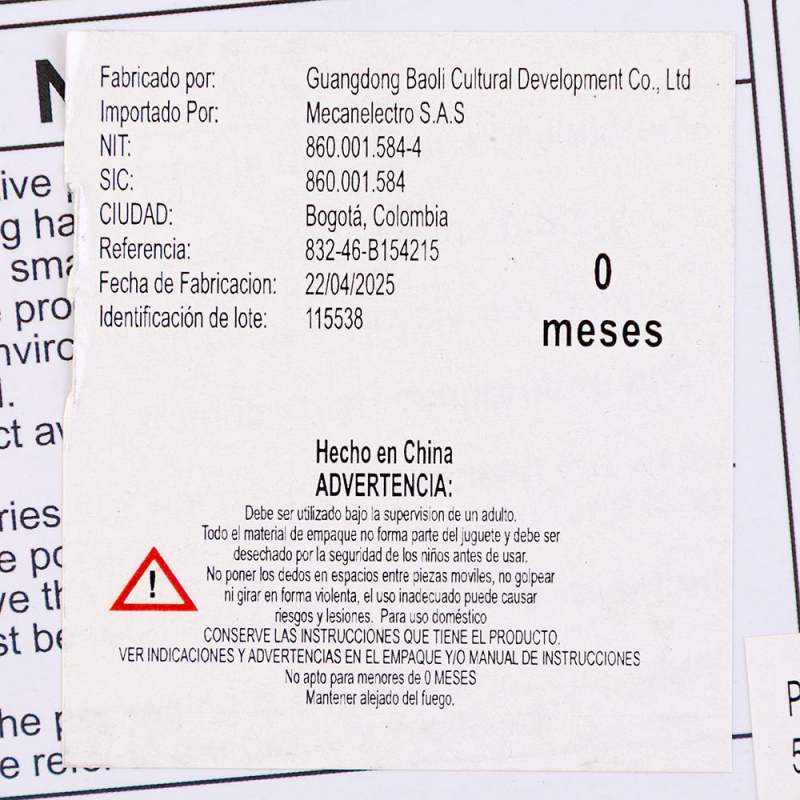 Fabricado por: Guangdong Baoli Cultural Development Co., Ltd
Importado Por: Mecanelectro S.A.S
NIT: 860.001.584-4
SIC: 860.001.584
CIUDAD: Bogotá, Colombia
Referencia: 832-46-B154215
Fecha de Fabricacion: 22/04/2025
Identificación de lote: 115538
0
meses
Hecho en China
ADVERTENCIA:
Debe ser utilizado bajo la supervision de un adulto.
Todo el material de empaque no forma parte del juguete y debe ser
desechado por la seguridad de los niños antes de usar.
No poner los dedos en espacios entre piezas moviles, no golpear
ni girar en forma violenta, el uso inadecuado puede causar
riesgos y lesiones. Para uso doméstico
CONSERVE LAS INSTRUCCIONES QUE TIENE EL PRODUCTO.
VER INDICACIONES Y ADVERTENCIAS EN EL EMPAQUE Y/O MANUAL DE INSTRUCCIONES
No apto para menores de 0 MESES
Mantener alejado del fuego.